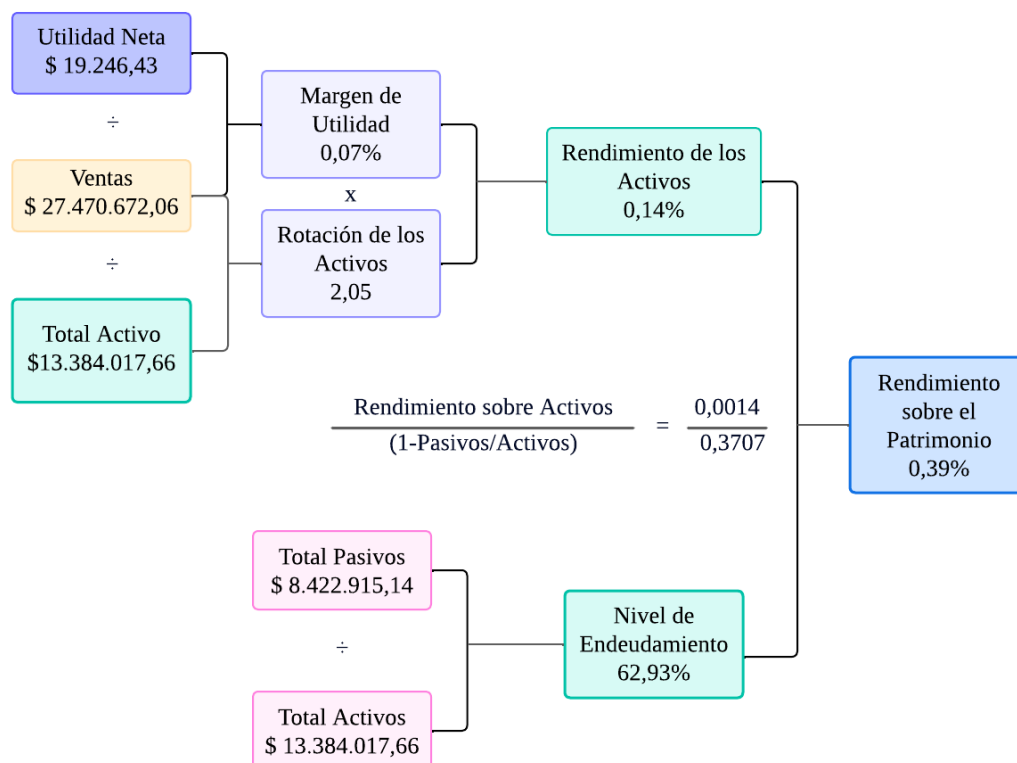 Utilidad Neta
$ 19.246,43
÷
Ventas
$ 27.470.672,06
÷
Total Activo
$13.384.017,66
Margen de
Utilidad
0,07%
x
Rotación de los
Activos
2,05
Rendimiento de los
Activos
0,14%
Rendimiento sobre Activos
(1-Pasivos/Activos)
=
0,0014
0,3707
Rendimiento
sobre el
Patrimonio
0,39%
Total Pasivos
$ 8.422.915,14
÷
Total Activos
$ 13.384.017,66
Nivel de
Endeudamiento
62,93%